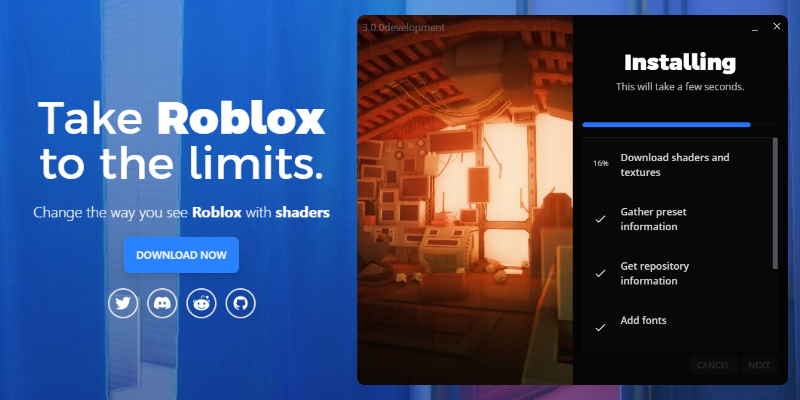 Take Roblox
to the limits.
Change the way you see Roblox with shaders
DOWNLOAD NOW
3.0.0development
Installing
This will take a few seconds.
16%
Download shaders and
textures
Gather preset
information
Get repository
information
Add fonts
CANCEL
NEXT